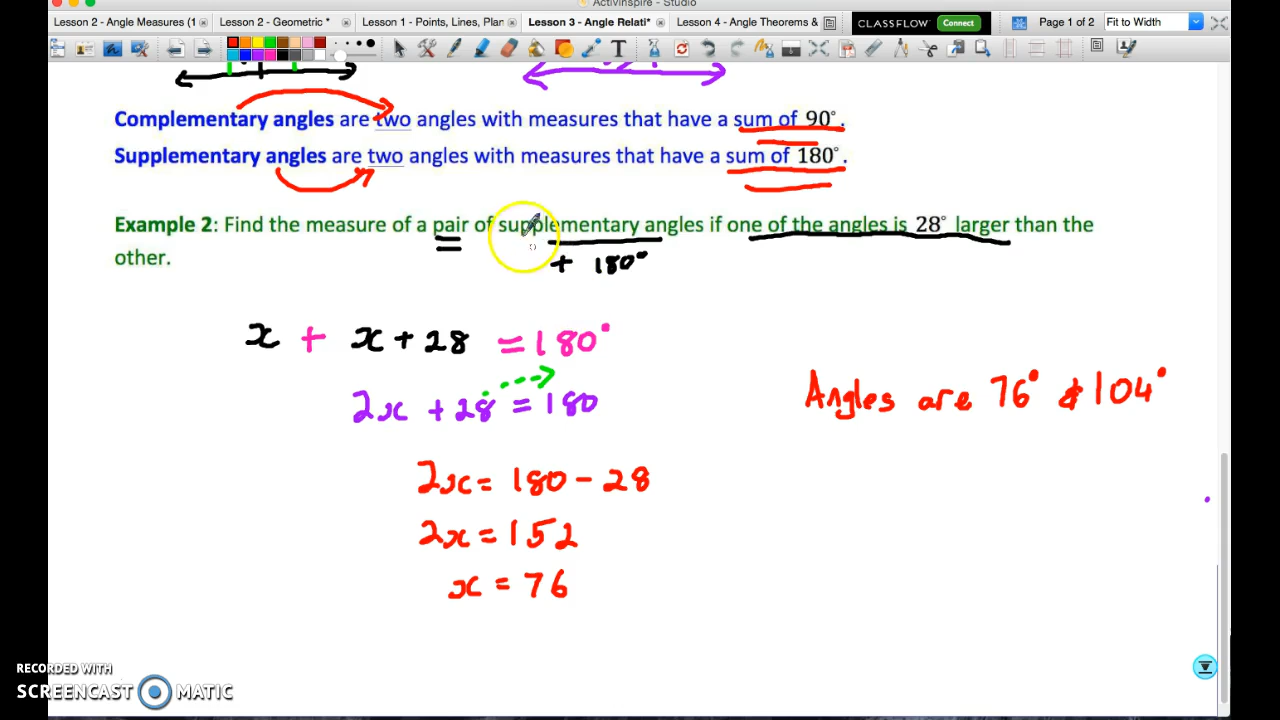 ActivInspire - Studio
Lesson 2 - Angle Measures (1
Lesson 2 - Geometric *
Lesson 1 - Points, Lines, Plan
Lesson 3 - Angle Relati*
Lesson 4 - Angle Theorems &
CLASSFLOW Connect
Page 1 of 2
Fit to Width
Complementary angles are two angles with measures that have a sum of 90°.
Supplementary angles are two angles with measures that have a sum of 180°.
Example 2: Find the measure of a pair of supplementary angles if one of the angles is 28° larger than the
other.
= + 180°
x + x + 28 = 180°
2x + 28 = 180
Angles are 76° & 104°
2x = 180 - 28
2x = 152
x = 76
RECORDED WITH
SCREENCAST MATIC